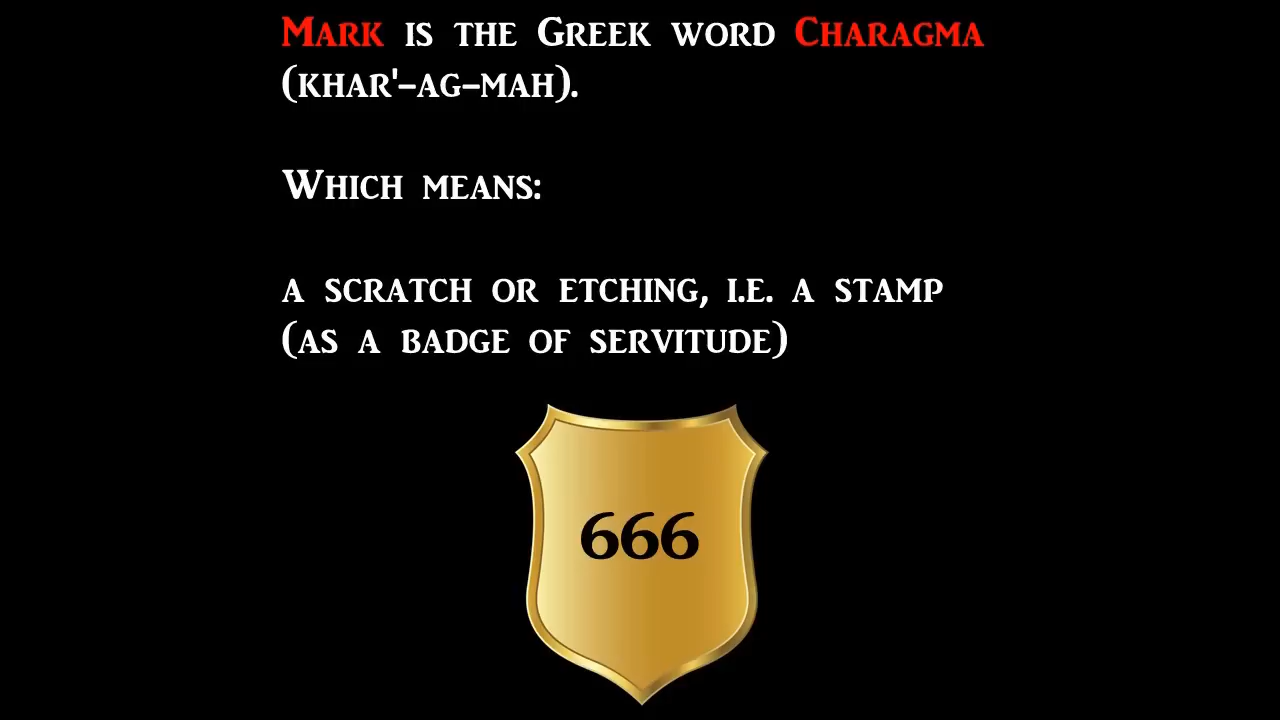 Mark is the Greek word Charagma
(khar'-ag-mah).
Which means:
a scratch or etching, i.e. a stamp
(as a badge of servitude)
666